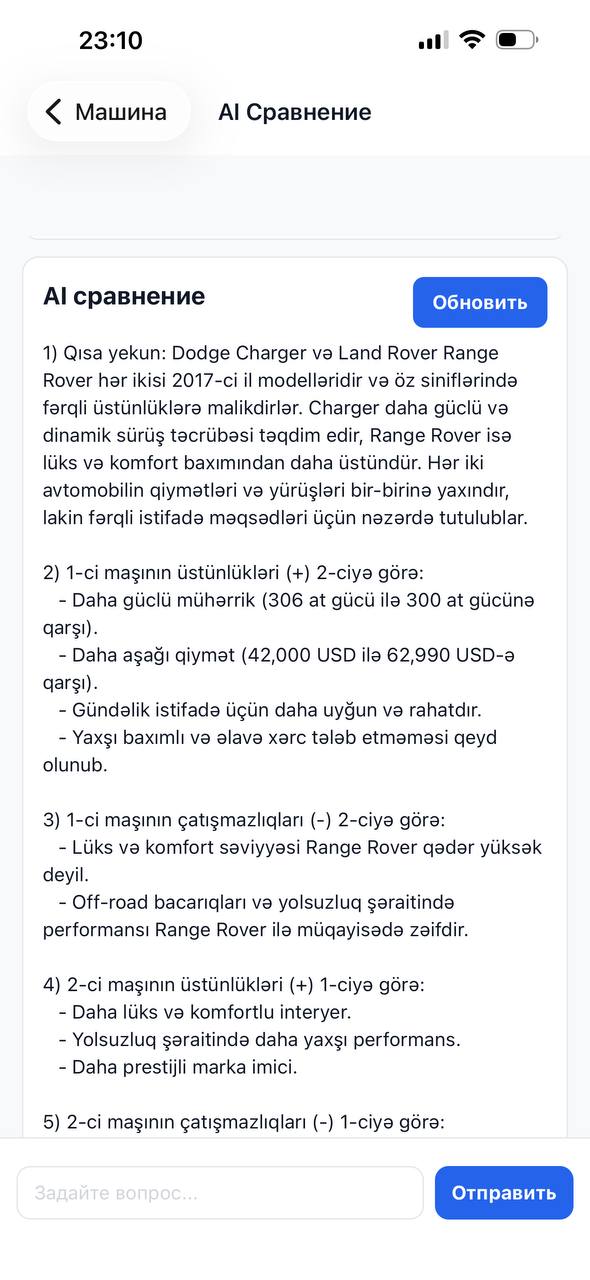 23:10
Машина
AI Сравнение
AI сравнение
Обновить
1) Qısa yekun: Dodge Charger və Land Rover Range
Rover hər ikisi 2017-ci il modelləridir və öz siniflərində
fərqli üstünlüklərə malikdirlər. Charger daha güclü və
dinamik sürüş təcrübəsi təqdim edir, Range Rover isə
lüks və komfort baxımından daha üstündür. Hər iki
avtomobilin qiymətləri və yürüşləri bir-birinə yaxındır,
lakin fərqli istifadə məqsədləri üçün nəzərdə tutulublar.
2) 1-ci maşının üstünlükləri (+) 2-ciyə görə:
- Daha güclü mühərrik (306 at gücü ilə 300 at gücünə
qarşı).
- Daha aşağı qiymət (42,000 USD ilə 62,990 USD-ə
qarşı).
- Gündəlik istifadə üçün daha uyğun və rahatdır.
- Yaxşı baxımlı və əlavə xərc tələb etməməsi qeyd
olunub.
3) 1-ci maşının çatışmazlıqları (-) 2-ciyə görə:
- Lüks və komfort səviyyəsi Range Rover qədər yüksək
deyil.
- Off-road bacarıqları və yolsuzluq şəraitində
performansı Range Rover ilə müqayisədə zəifdir.
4) 2-ci maşının üstünlükləri (+) 1-ciyə görə:
- Daha lüks və komfortlu interyer.
- Yolsuzluq şəraitində daha yaxşı performans.
- Daha prestijli marka imici.
5) 2-ci maşının çatışmazlıqları (-) 1-ciyə görə:
Задайте вопрос...
Отправить